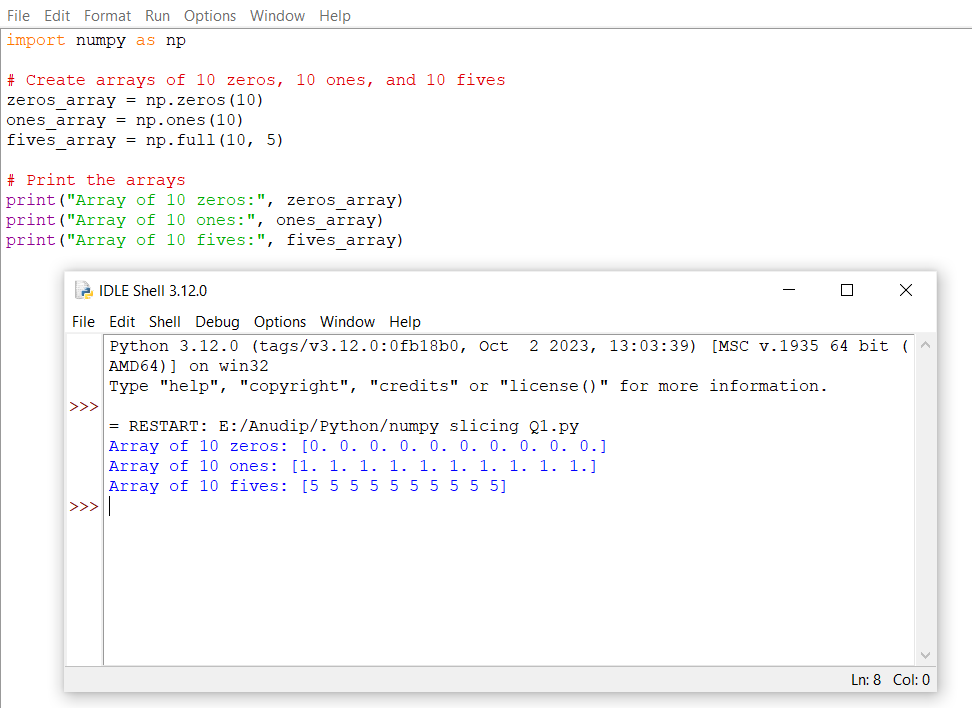 File Edit Format Run Options Window Help
import numpy as np
# Create arrays of 10 zeros, 10 ones, and 10 fives
zeros_array = np.zeros(10)
ones_array = np.ones(10)
fives_array = np.full(10, 5)
# Print the arrays
print("Array of 10 zeros:", zeros_array)
print("Array of 10 ones:", ones_array)
print("Array of 10 fives:", fives_array)
IDLE Shell 3.12.0
File Edit Shell Debug Options Window Help
Python 3.12.0 (tags/v3.12.0:0fb18b0, Oct  2 2023, 13:03:39) [MSC v.1935 64 bit (
AMD64)] on win32
Type "help", "copyright", "credits" or "license()" for more information.
>>>
= RESTART: E:/Anudip/Python/numpy slicing Q1.py
Array of 10 zeros: [0. 0. 0. 0. 0. 0. 0. 0. 0. 0.]
Array of 10 ones: [1. 1. 1. 1. 1. 1. 1. 1. 1. 1.]
Array of 10 fives: [5 5 5 5 5 5 5 5 5 5]
>>>
Ln: 8 Col: 0